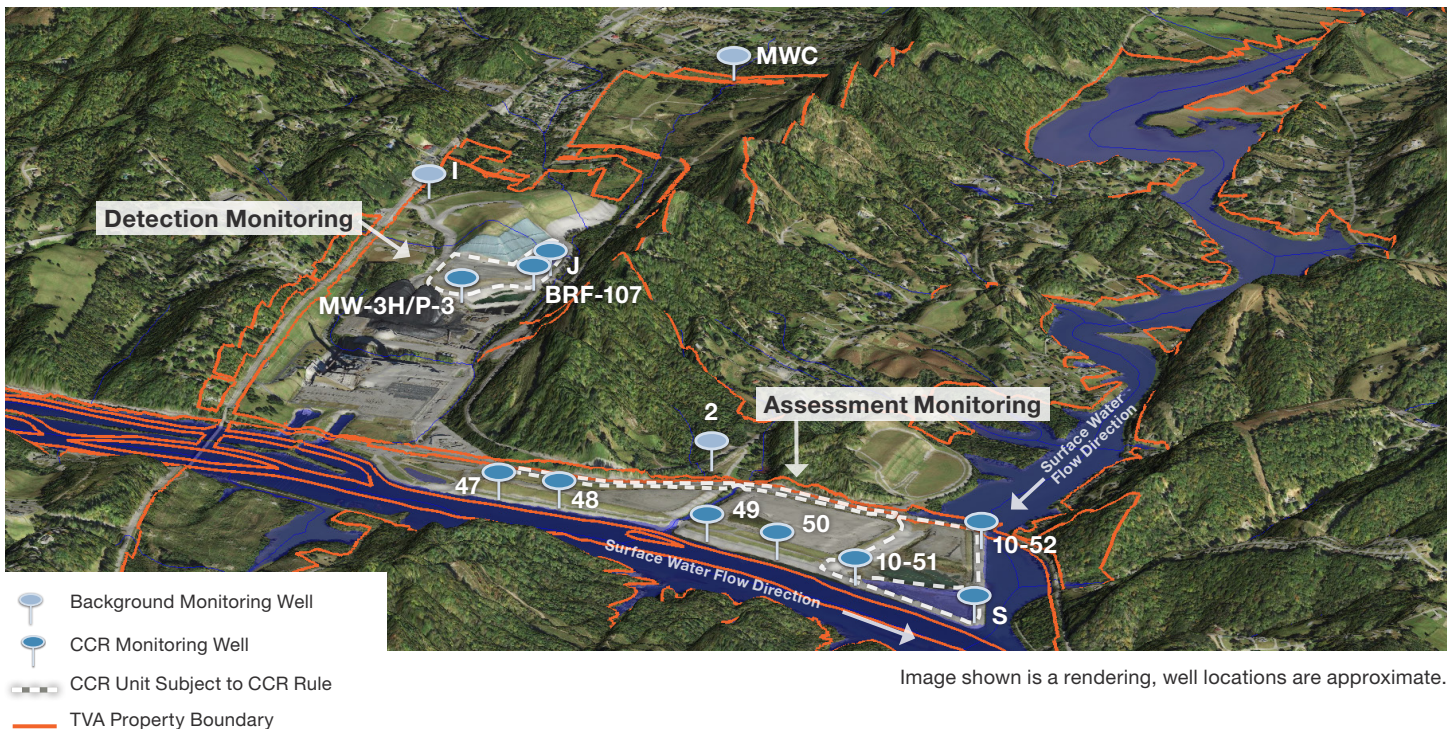 MWC
I
Detection Monitoring
J
BRF-107
MW-3H/P-3
2
Assessment Monitoring
Surface Water
Flow Direction
47
48
49
50
10-51
10-52
S
Surface Water Flow Direction
Background Monitoring Well
CCR Monitoring Well
CCR Unit Subject to CCR Rule
TVA Property Boundary
Image shown is a rendering, well locations are approximate.